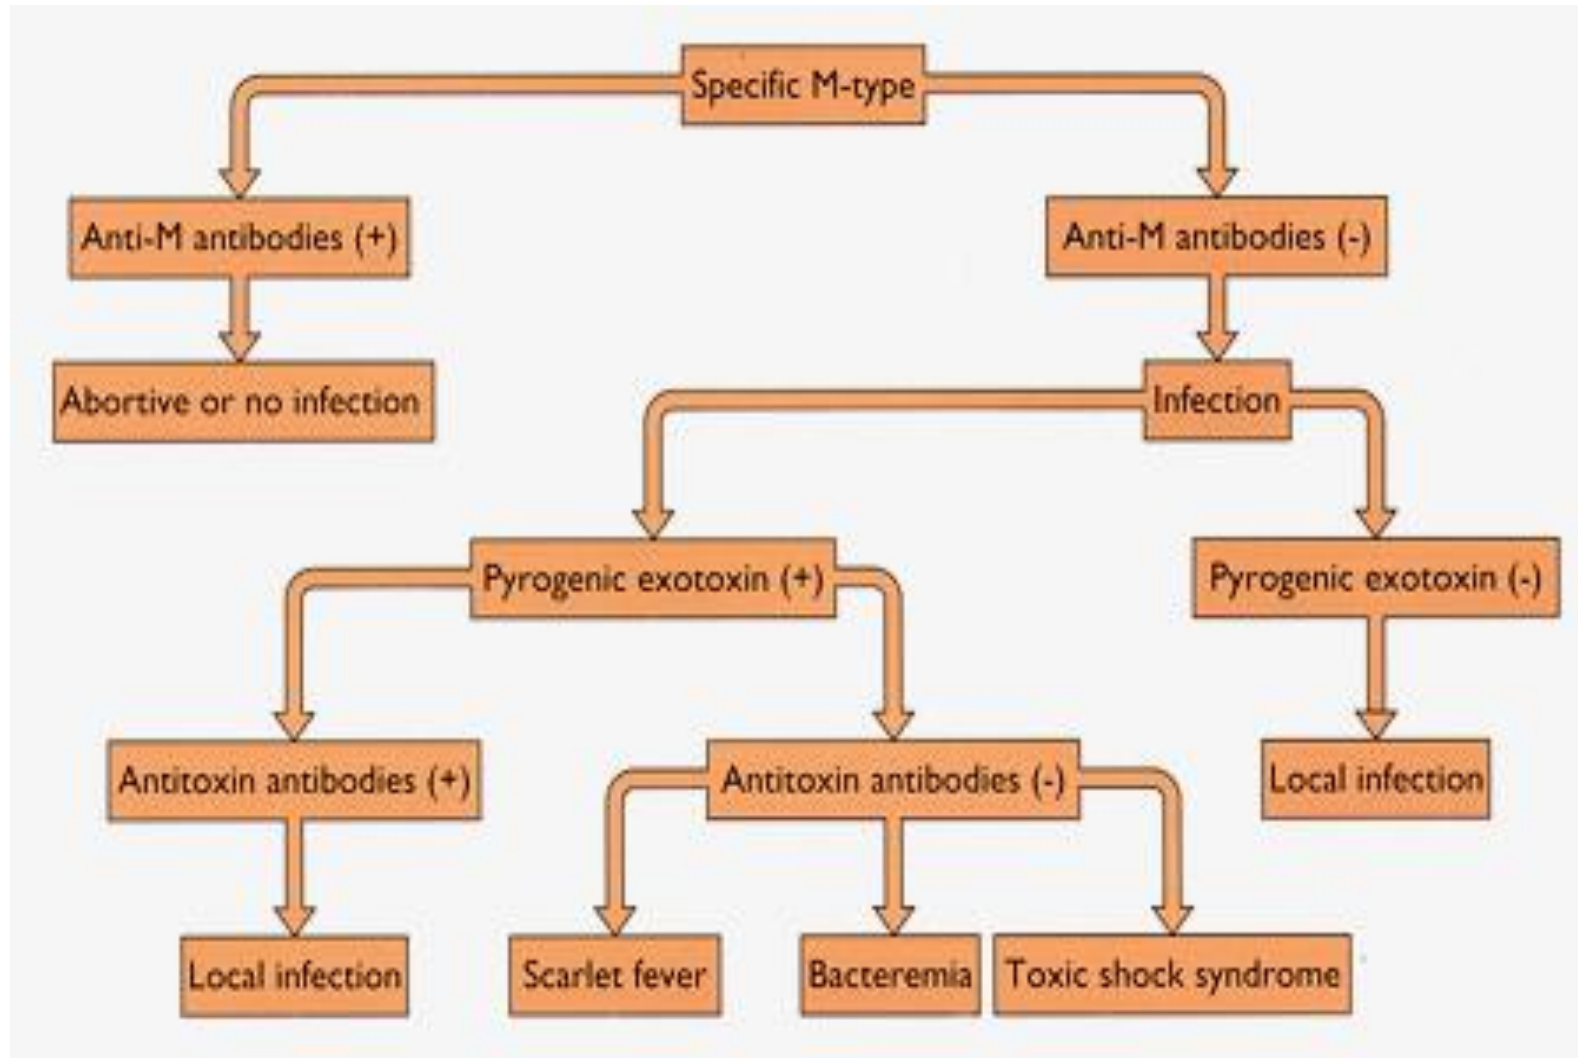 Specific M-type
Anti-M antibodies (+)
Anti-M antibodies (-)
Abortive or no infection
Infection
Pyrogenic exotoxin (+)
Pyrogenic exotoxin (-)
Antitoxin antibodies (+)
Antitoxin antibodies (-)
Local infection
Local infection
Scarlet fever
Bacteremia
Toxic shock syndrome